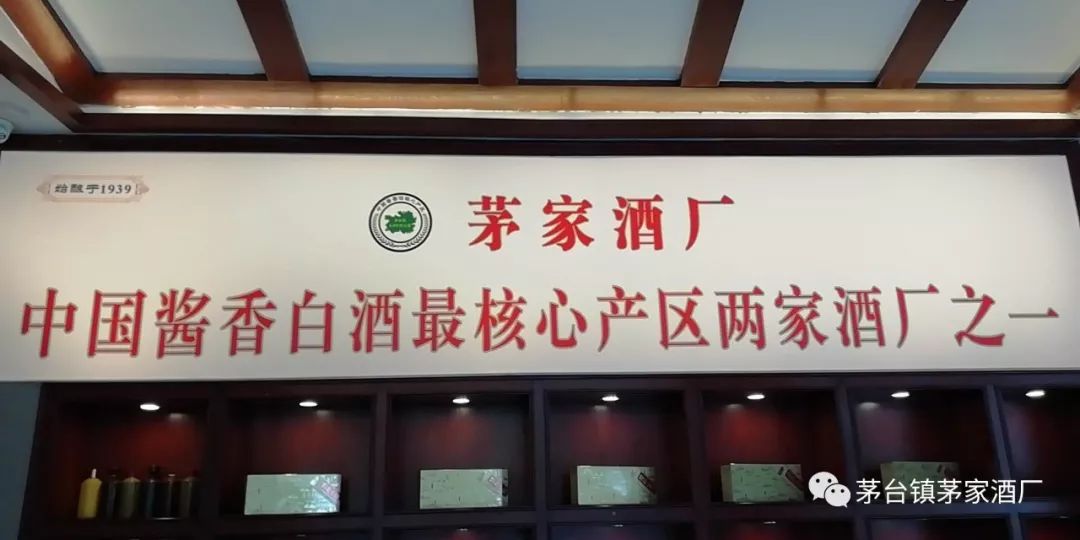 始酿于1939
茅家酒厂
中国酱香白酒最核心产区两家酒厂之一
茅台镇茅家酒厂